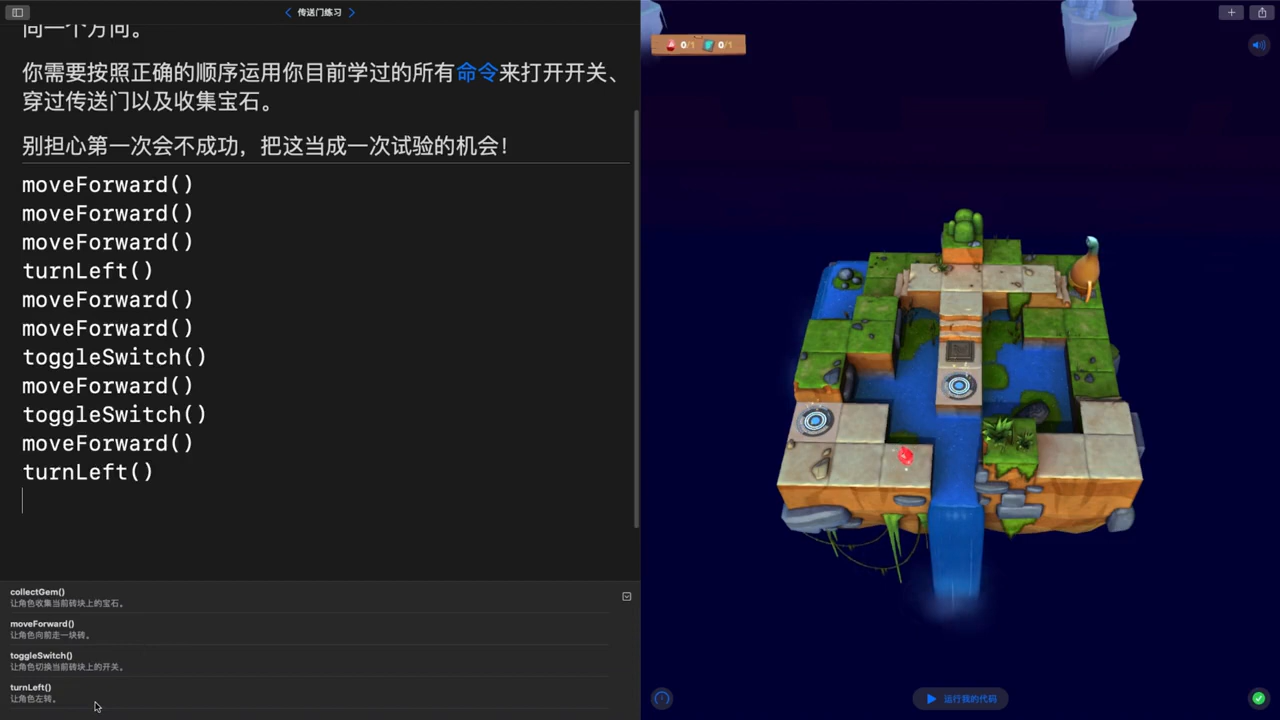 传送门练习
同一个方向。
你需要按照正确的顺序运用你目前学过的所有命令来打开开关、
穿过传送门以及收集宝石。
别担心第一次会不成功，把这当成一次试验的机会！
moveForward()
moveForward()
moveForward()
turnLeft()
moveForward()
moveForward()
toggleSwitch()
moveForward()
toggleSwitch()
moveForward()
turnLeft()
collectGem()
让角色收集当前砖块上的宝石。
moveForward()
让角色向前走一块砖。
toggleSwitch()
让角色切换当前砖块上的开关。
turnLeft()
让角色左转。
0/1 0/1
运行我的代码